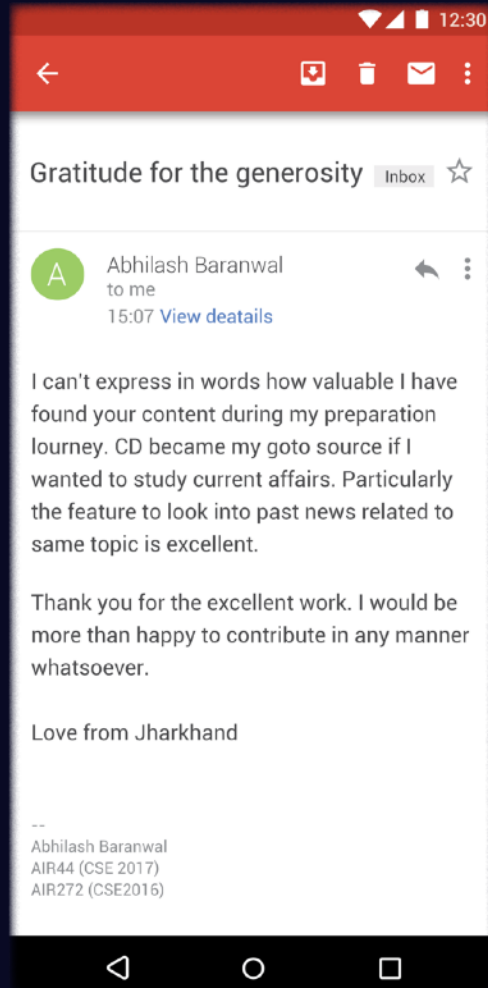 12:30
Gratitude for the generosity Inbox
A
Abhilash Baranwal
to me
15:07 View deatails
I can't express in words how valuable I have
found your content during my preparation
lourney. CD became my goto source if I
wanted to study current affairs. Particularly
the feature to look into past news related to
same topic is excellent.
Thank you for the excellent work. I would be
more than happy to contribute in any manner
whatsoever.
Love from Jharkhand
--
Abhilash Baranwal
AIR44 (CSE 2017)
AIR272 (CSE2016)